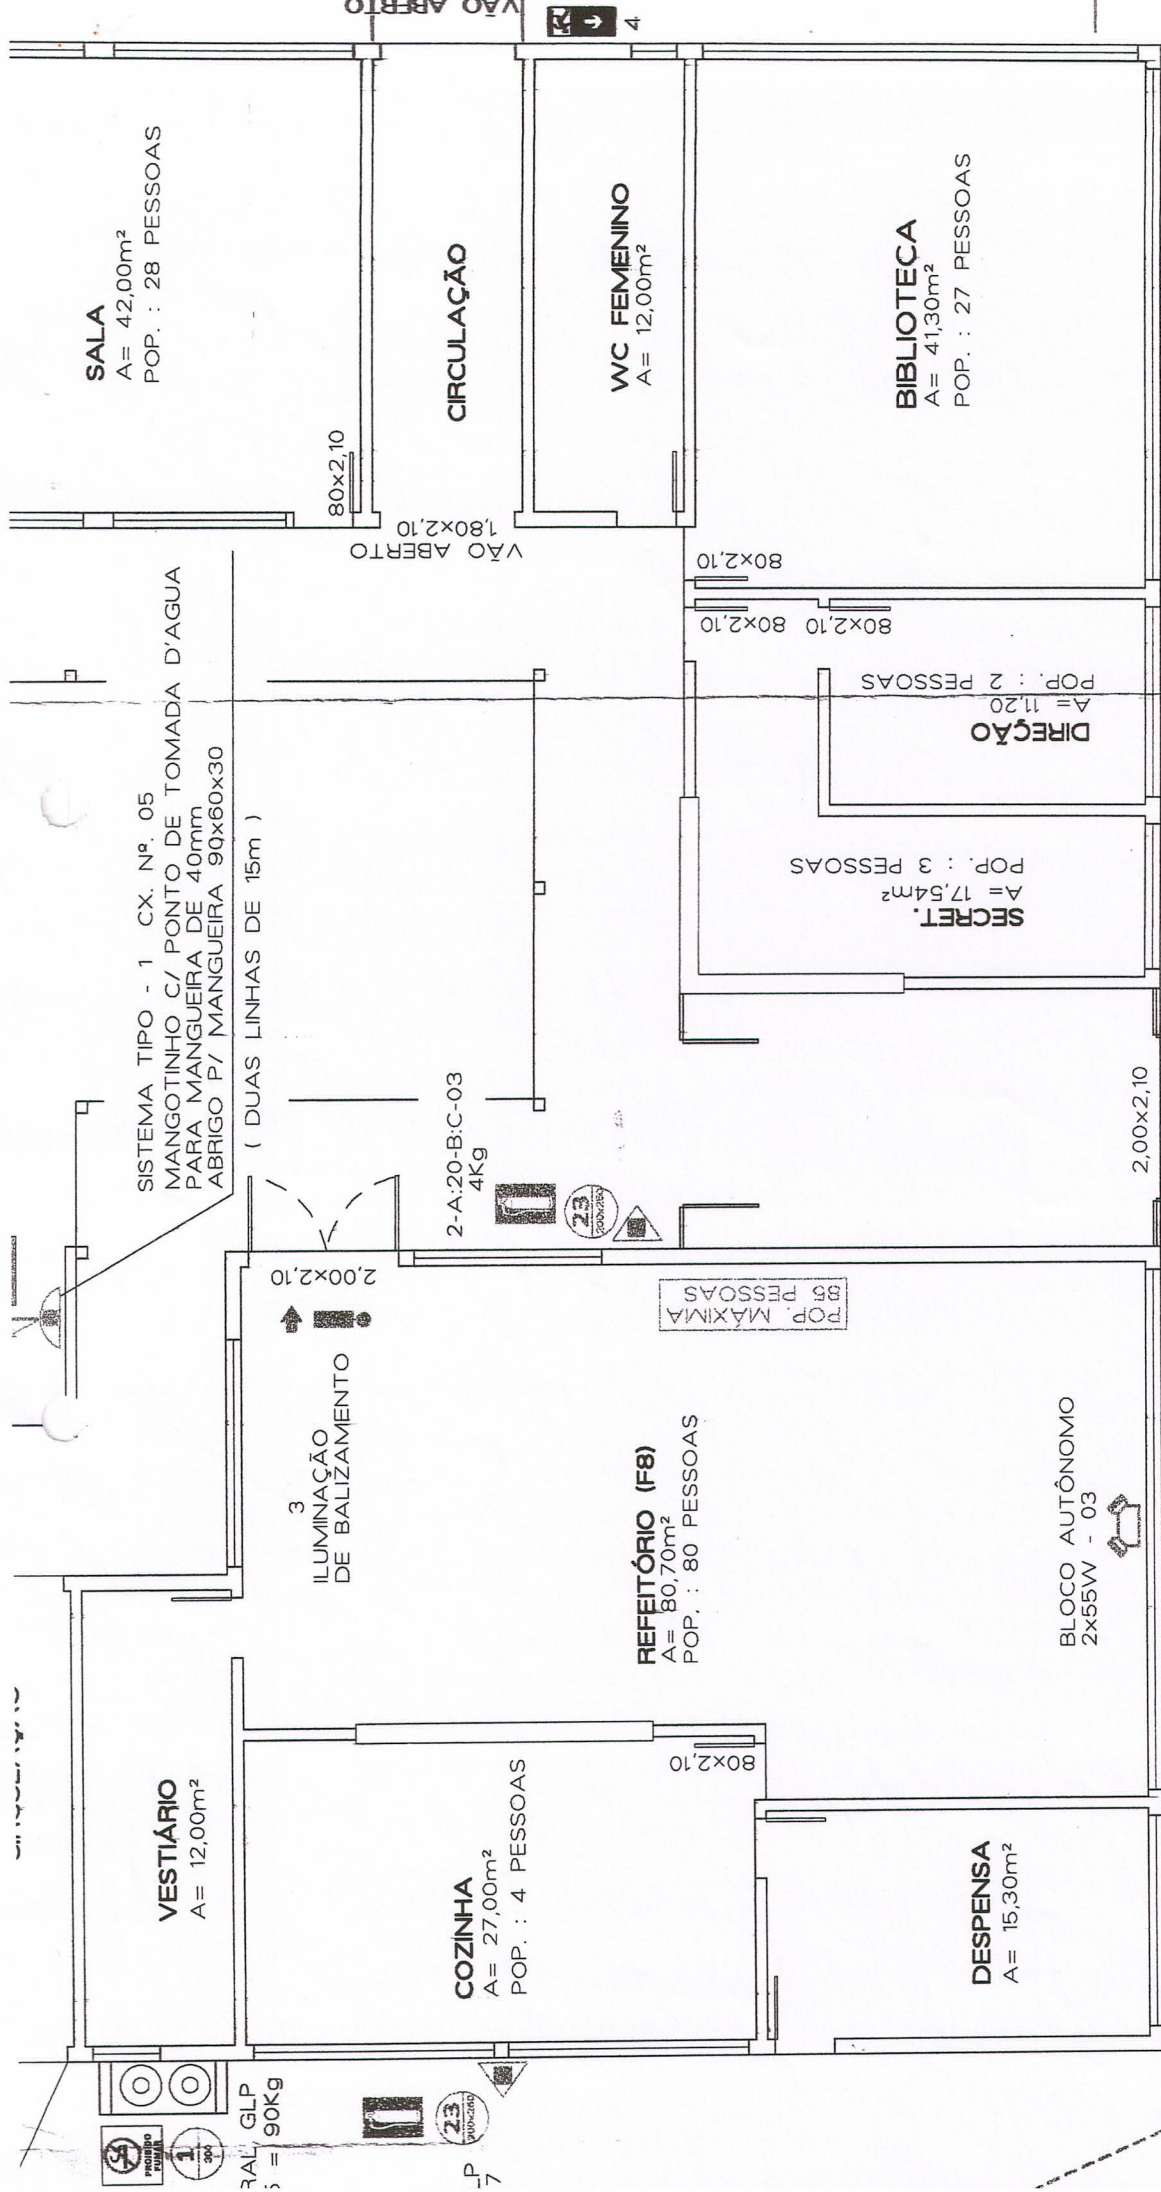 VÃO ABERTO
4
SALA
A= 42,00m²
POP. : 28 PESSOAS
80x2,10
CIRCULAÇÃO
VÃO ABERTO
1,80x2,10
WC FEMENINO
A= 12,00m²
BIBLIOTECA
A= 41,30m²
POP. : 27 PESSOAS
80x2,10
80x2,10
80x2,10
DIREÇÃO
A= 11,20
POP. : 2 PESSOAS
SECRET.
A= 17,54m²
POP. : 3 PESSOAS
SISTEMA TIPO - 1 CX. Nº. 05
MANGOTINHO C/ PONTO DE TOMADA D'AGUA
PARA MANGUEIRA DE 40mm
ABRIGO P/ MANGUEIRA 90x60x30
( DUAS LINHAS DE 15m )
2-A:20-B:C-03
4Kg
23
200x260
2,00x2,10
2,00x2,10
3
ILUMINAÇÃO
DE BALIZAMENTO
POP. MÁXIMA
85 PESSOAS
REFEITÓRIO (F8)
A= 80,70m²
POP. : 80 PESSOAS
BLOCO AUTÔNOMO
2x55W - 03
VESTIÁRIO
A= 12,00m²
COZINHA
A= 27,00m²
POP. : 4 PESSOAS
80x2,10
DESPENSA
A= 15,30m²
PROIBIDO
FUMAR
1
300
GLP
= 90Kg
23
200x260